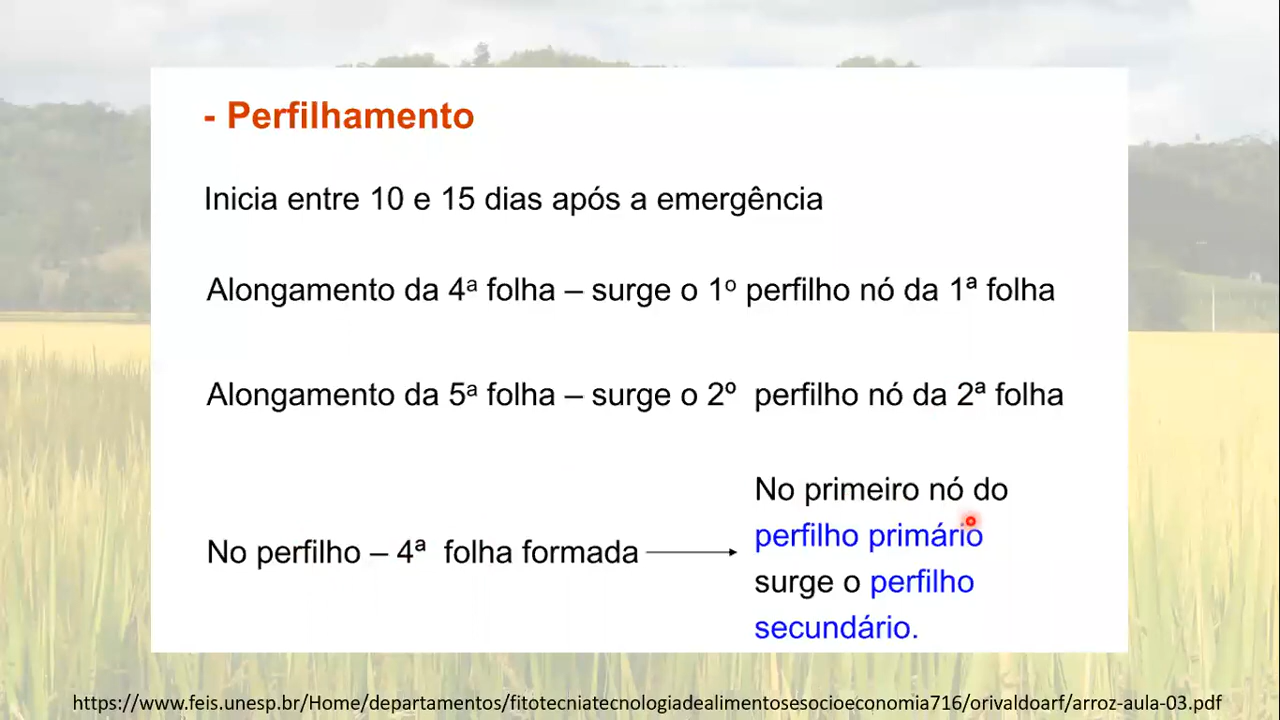 - Perfilhamento
Inicia entre 10 e 15 dias após a emergência
Alongamento da 4ª folha – surge o 1º perfilho nó da 1ª folha
Alongamento da 5ª folha – surge o 2º perfilho nó da 2ª folha
No perfilho – 4ª folha formada
No primeiro nó do
perfilho primário
surge o perfilho
secundário.
https://www.feis.unesp.br/Home/departamentos/fitotecniatecnologiadealimentosesocioeconomia716/orivaldoarf/arroz-aula-03.pdf